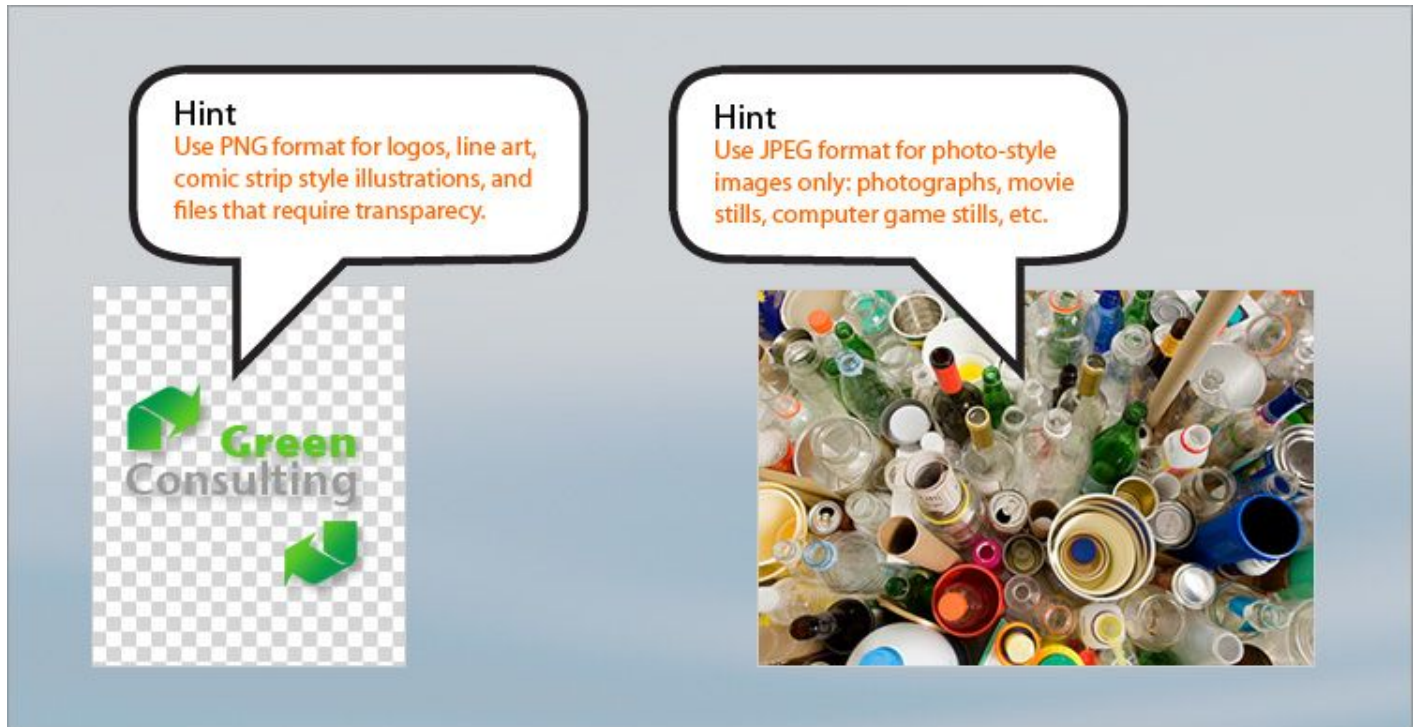 Hint
Use PNG format for logos, line art,
comic strip style illustrations, and
files that require transparecy.
Hint
Use JPEG format for photo-style
images only: photographs, movie
stills, computer game stills, etc.
Green
Consulting